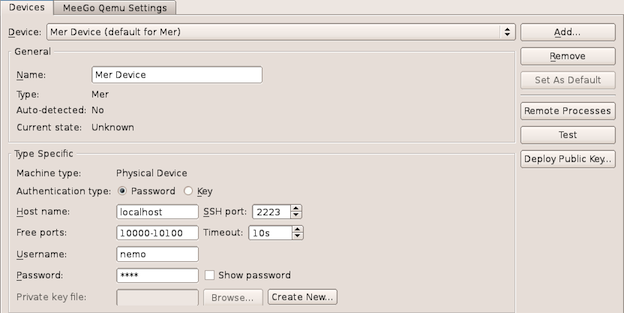 Devices MeeGo Qemu Settings
Device: Mer Device (default for Mer) Add...
General Remove
Name: Mer Device Set As Default
Type: Mer
Auto-detected: No Remote Processes
Current state: Unknown Test
Type Specific Deploy Public Key...
Machine type: Physical Device
Authentication type: Password Key
Host name: localhost SSH port: 2223
Free ports: 10000-10100 Timeout: 10s
Username: nemo
Password: **** Show password
Private key file: Browse... Create New...